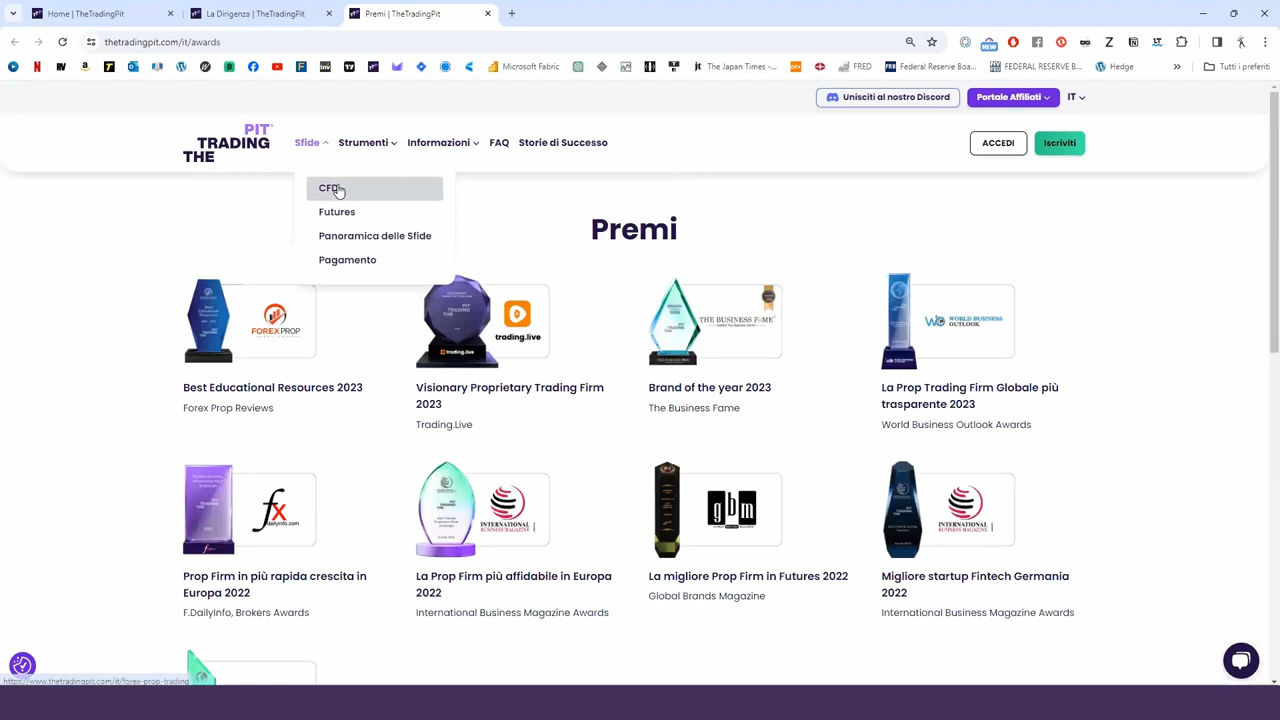 Home | TheTradingPit
La Dirigenza | TheTradingPit
Premi | TheTradingPit
thetradingpit.com/it/awards
NEW
Microsoft Fabric
The Japan Times -...
FRED
Federal Reserve Boa...
FEDERAL RESERVE B...
Hedge
Tutti i preferiti
Unisciti al nostro Discord
Portale Affiliati
IT
PIT
TRADING
THE
Sfide
Strumenti
Informazioni
FAQ
Storie di Successo
ACCEDI
Iscriviti
CFD
Futures
Panoramica delle Sfide
Pagamento
Premi
FOREX PROP
trading.live
trading.live
THE BUSINESS FAME
WORLD BUSINESS
OUTLOOK
Best Educational Resources 2023
Forex Prop Reviews
Visionary Proprietary Trading Firm
2023
Trading.Live
Brand of the year 2023
The Business Fame
La Prop Trading Firm Globale più
trasparente 2023
World Business Outlook Awards
fx
dailyinfo.com
INTERNATIONAL
BUSINESS MAGAZINE
gbm
INTERNATIONAL
BUSINESS MAGAZINE
Prop Firm in più rapida crescita in
Europa 2022
F.DailyInfo, Brokers Awards
La Prop Firm più affidabile in Europa
2022
International Business Magazine Awards
La migliore Prop Firm in Futures 2022
Global Brands Magazine
Migliore startup Fintech Germania
2022
International Business Magazine Awards
https://www.thetradingpit.com/it/forex-prop-trading